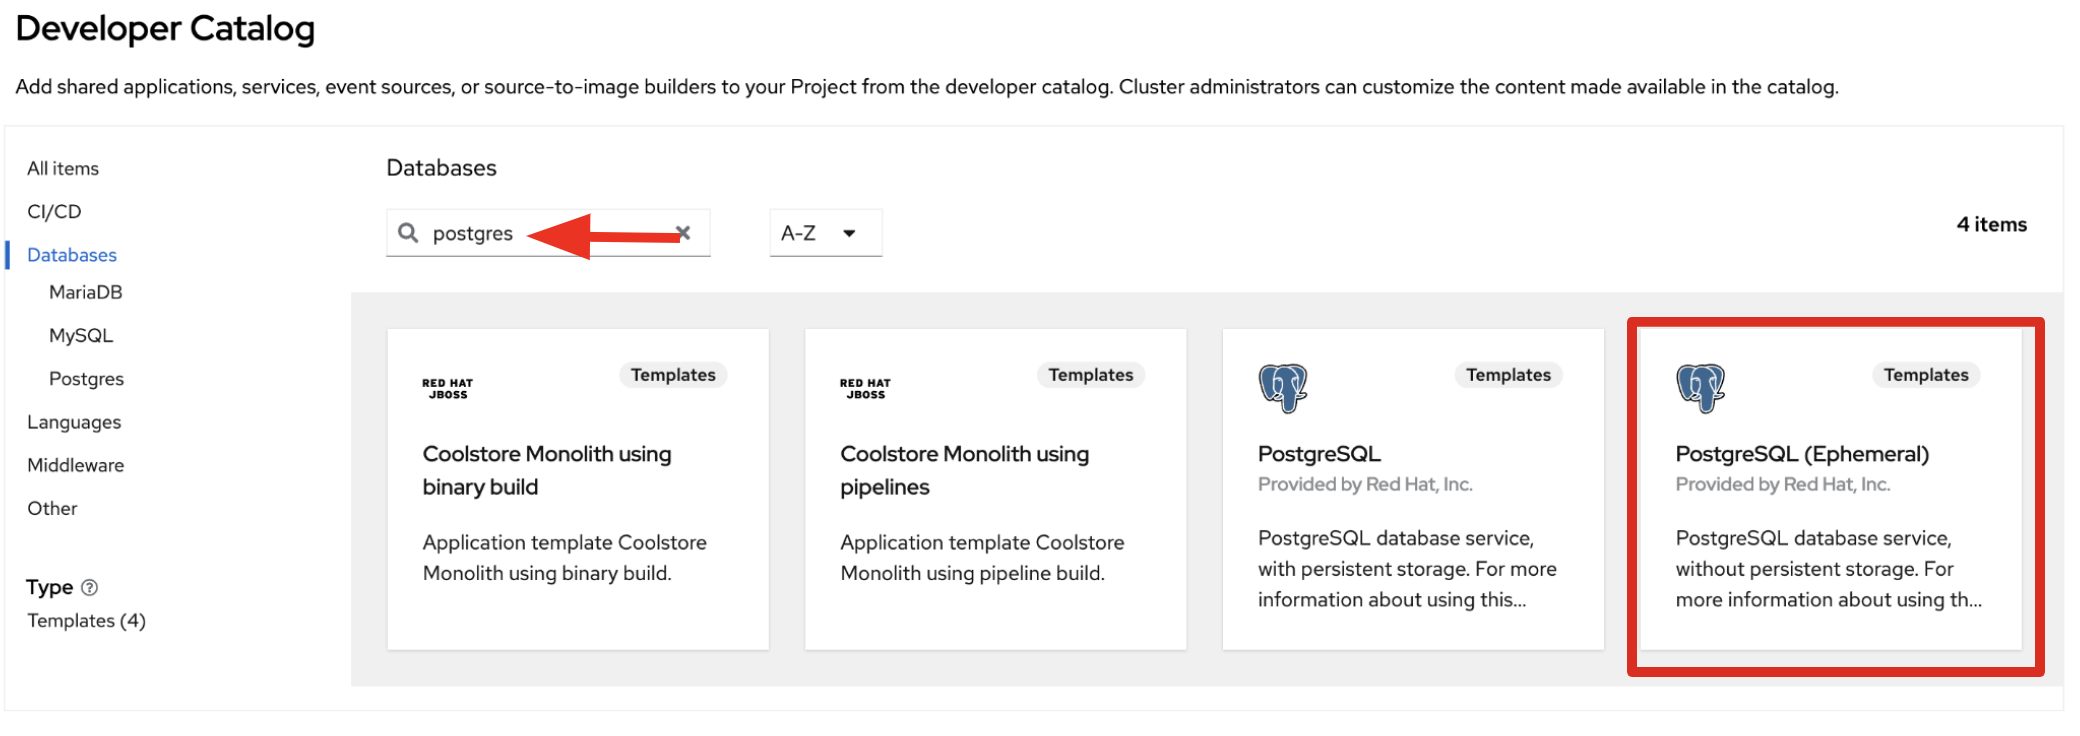 Developer Catalog
Add shared applications, services, event sources, or source-to-image builders to your Project from the developer catalog. Cluster administrators can customize the content made available in the catalog.
All items
CI/CD
Databases
MariaDB
MySQL
Postgres
Languages
Middleware
Other
Type
Templates (4)
Databases
postgres
A-Z
4 items
RED HAT
JBOSS
Templates
Coolstore Monolith using
binary build
Application template Coolstore
Monolith using binary build.
RED HAT
JBOSS
Templates
Coolstore Monolith using
pipelines
Application template Coolstore
Monolith using pipeline build.
Templates
PostgreSQL
Provided by Red Hat, Inc.
PostgreSQL database service,
with persistent storage. For more
information about using this...
Templates
PostgreSQL (Ephemeral)
Provided by Red Hat, Inc.
PostgreSQL database service,
without persistent storage. For
more information about using th...